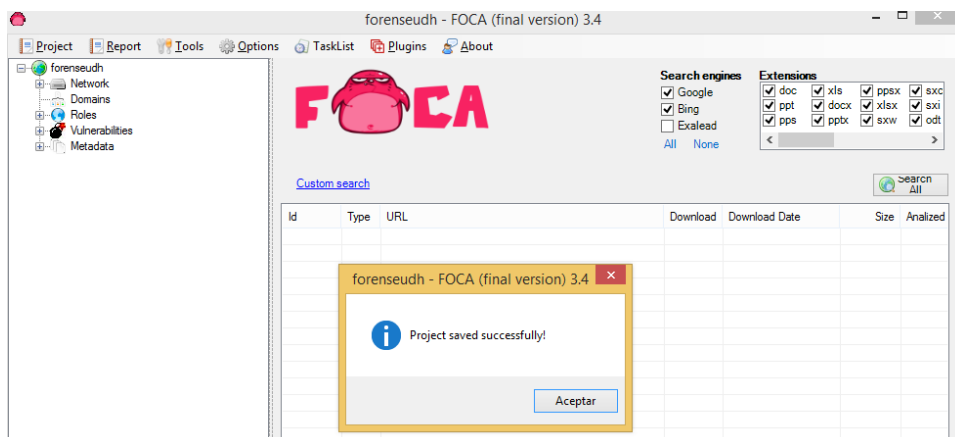 forenseudh - FOCA (final version) 3.4
Project Report Tools Options TaskList Plugins About
forenseudh
Network
Domains
Roles
Vulnerabilities
Metadata
FOCA
Search engines
Google
Bing
Exalead
All None
Extensions
doc xls ppsx sxc
ppt docx xlsx sxi
pps pptx sxw odt
Custom search
Search All
Id Type URL Download Download Date Size Analized
forenseudh - FOCA (final version) 3.4
Project saved successfully!
Aceptar